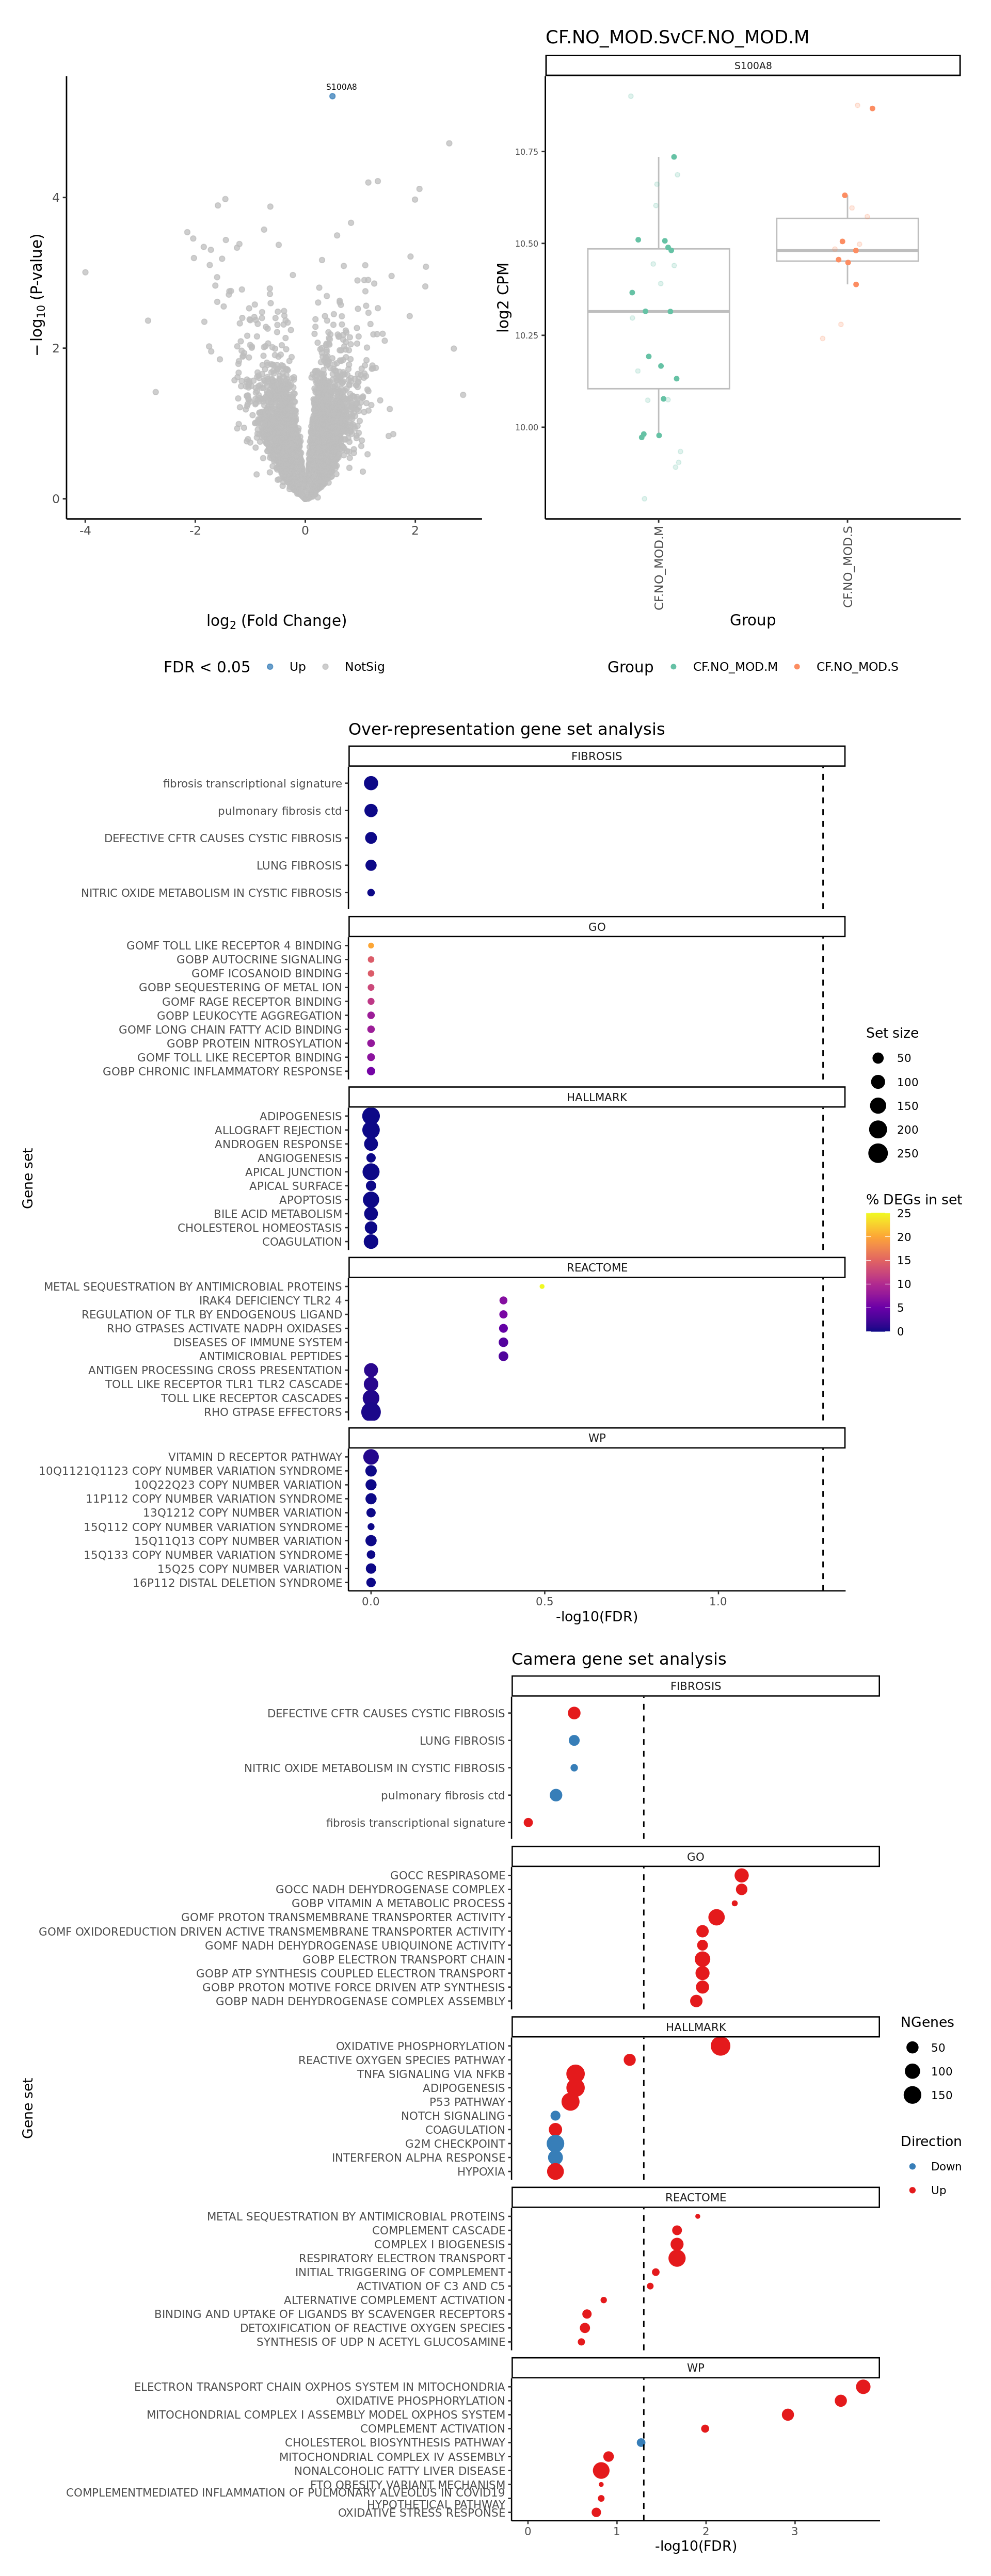 CF.NO_MOD.SvCF.NO_MOD.M
S100A8
S100A8
− log10 (P-value)
4
2
0
-4
-2
0
2
log2 (Fold Change)
FDR < 0.05
Up
NotSig
log2 CPM
10.75
10.50
10.25
10.00
CF.NO_MOD.M
CF.NO_MOD.S
Group
Group
CF.NO_MOD.M
CF.NO_MOD.S
Over-representation gene set analysis
Gene set
FIBROSIS
fibrosis transcriptional signature
pulmonary fibrosis ctd
DEFECTIVE CFTR CAUSES CYSTIC FIBROSIS
LUNG FIBROSIS
NITRIC OXIDE METABOLISM IN CYSTIC FIBROSIS
GO
GOMF TOLL LIKE RECEPTOR 4 BINDING
GOBP AUTOCRINE SIGNALING
GOMF ICOSANOID BINDING
GOBP SEQUESTERING OF METAL ION
GOMF RAGE RECEPTOR BINDING
GOBP LEUKOCYTE AGGREGATION
GOMF LONG CHAIN FATTY ACID BINDING
GOBP PROTEIN NITROSYLATION
GOMF TOLL LIKE RECEPTOR BINDING
GOBP CHRONIC INFLAMMATORY RESPONSE
HALLMARK
ADIPOGENESIS
ALLOGRAFT REJECTION
ANDROGEN RESPONSE
ANGIOGENESIS
APICAL JUNCTION
APICAL SURFACE
APOPTOSIS
BILE ACID METABOLISM
CHOLESTEROL HOMEOSTASIS
COAGULATION
REACTOME
METAL SEQUESTRATION BY ANTIMICROBIAL PROTEINS
IRAK4 DEFICIENCY TLR2 4
REGULATION OF TLR BY ENDOGENOUS LIGAND
RHO GTPASES ACTIVATE NADPH OXIDASES
DISEASES OF IMMUNE SYSTEM
ANTIMICROBIAL PEPTIDES
ANTIGEN PROCESSING CROSS PRESENTATION
TOLL LIKE RECEPTOR TLR1 TLR2 CASCADE
TOLL LIKE RECEPTOR CASCADES
RHO GTPASE EFFECTORS
WP
VITAMIN D RECEPTOR PATHWAY
10Q1121Q1123 COPY NUMBER VARIATION SYNDROME
10Q22Q23 COPY NUMBER VARIATION
11P112 COPY NUMBER VARIATION SYNDROME
13Q1212 COPY NUMBER VARIATION
15Q112 COPY NUMBER VARIATION SYNDROME
15Q11Q13 COPY NUMBER VARIATION
15Q133 COPY NUMBER VARIATION SYNDROME
15Q25 COPY NUMBER VARIATION
16P112 DISTAL DELETION SYNDROME
0.0
0.5
1.0
-log10(FDR)
Set size
50
100
150
200
250
% DEGs in set
25
20
15
10
5
0
Camera gene set analysis
Gene set
FIBROSIS
DEFECTIVE CFTR CAUSES CYSTIC FIBROSIS
LUNG FIBROSIS
NITRIC OXIDE METABOLISM IN CYSTIC FIBROSIS
pulmonary fibrosis ctd
fibrosis transcriptional signature
GO
GOCC RESPIRASOME
GOCC NADH DEHYDROGENASE COMPLEX
GOBP VITAMIN A METABOLIC PROCESS
GOMF PROTON TRANSMEMBRANE TRANSPORTER ACTIVITY
GOMF OXIDOREDUCTION DRIVEN ACTIVE TRANSMEMBRANE TRANSPORTER ACTIVITY
GOMF NADH DEHYDROGENASE UBIQUINONE ACTIVITY
GOBP ELECTRON TRANSPORT CHAIN
GOBP ATP SYNTHESIS COUPLED ELECTRON TRANSPORT
GOBP PROTON MOTIVE FORCE DRIVEN ATP SYNTHESIS
GOBP NADH DEHYDROGENASE COMPLEX ASSEMBLY
HALLMARK
OXIDATIVE PHOSPHORYLATION
REACTIVE OXYGEN SPECIES PATHWAY
TNFA SIGNALING VIA NFKB
ADIPOGENESIS
P53 PATHWAY
NOTCH SIGNALING
COAGULATION
G2M CHECKPOINT
INTERFERON ALPHA RESPONSE
HYPOXIA
REACTOME
METAL SEQUESTRATION BY ANTIMICROBIAL PROTEINS
COMPLEMENT CASCADE
COMPLEX I BIOGENESIS
RESPIRATORY ELECTRON TRANSPORT
INITIAL TRIGGERING OF COMPLEMENT
ACTIVATION OF C3 AND C5
ALTERNATIVE COMPLEMENT ACTIVATION
BINDING AND UPTAKE OF LIGANDS BY SCAVENGER RECEPTORS
DETOXIFICATION OF REACTIVE OXYGEN SPECIES
SYNTHESIS OF UDP N ACETYL GLUCOSAMINE
WP
ELECTRON TRANSPORT CHAIN OXPHOS SYSTEM IN MITOCHONDRIA
OXIDATIVE PHOSPHORYLATION
MITOCHONDRIAL COMPLEX I ASSEMBLY MODEL OXPHOS SYSTEM
COMPLEMENT ACTIVATION
CHOLESTEROL BIOSYNTHESIS PATHWAY
MITOCHONDRIAL COMPLEX IV ASSEMBLY
NONALCOHOLIC FATTY LIVER DISEASE
FTO OBESITY VARIANT MECHANISM
COMPLEMENTMEDIATED INFLAMMATION OF PULMONARY ALVEOLUS IN COVID19
HYPOTHETICAL PATHWAY
OXIDATIVE STRESS RESPONSE
0
1
2
3
-log10(FDR)
NGenes
50
100
150
Direction
Down
Up